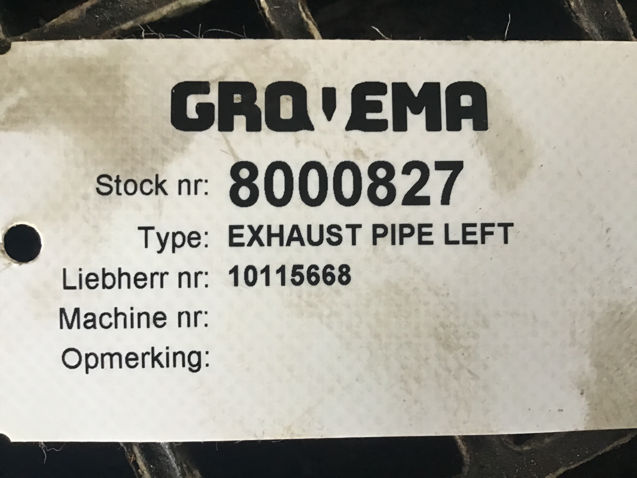 GROVEMA
Stock nr: 8000827
Type: EXHAUST PIPE LEFT
Liebherr nr: 10115668
Machine nr:
Opmerking: